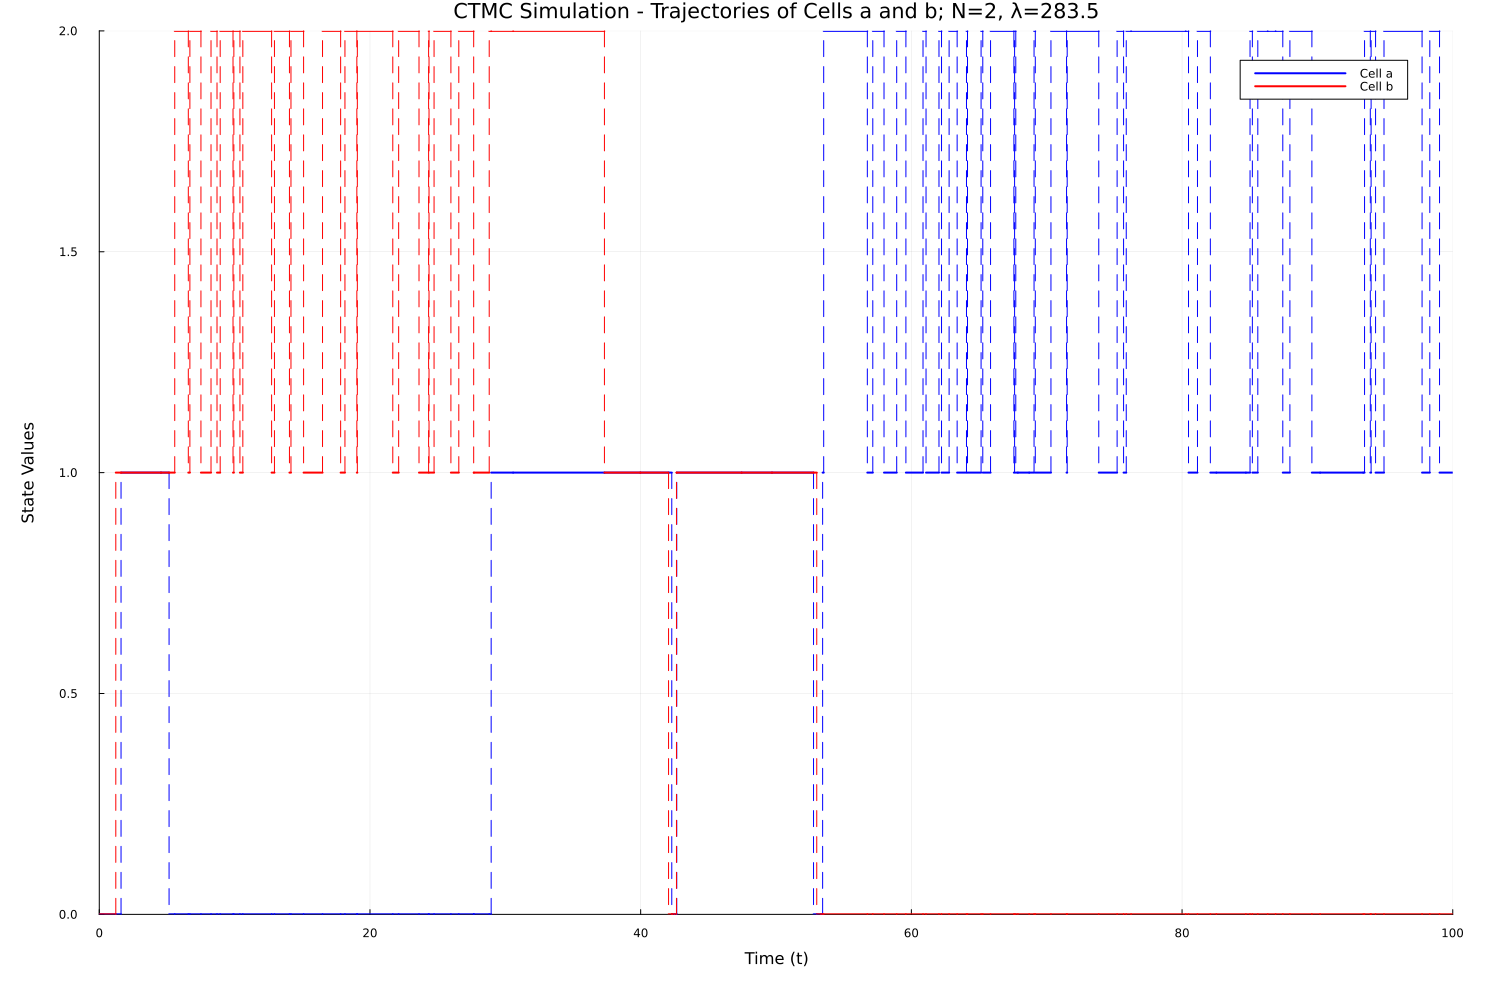 CTMC Simulation - Trajectories of Cells a and b; N=2, λ=283.5
2.0
Cell a
Cell b
1.5
1.0
State Values
0.5
0.0
0 20 40 60 80 100
Time (t)